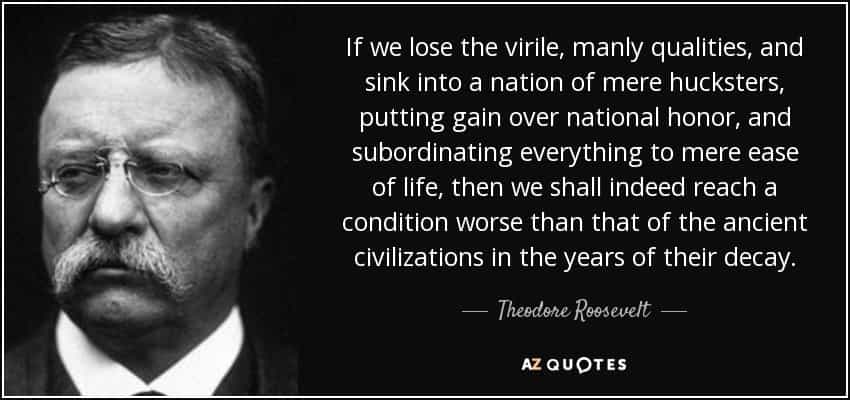 If we lose the virile, manly qualities, and
sink into a nation of mere hucksters,
putting gain over national honor, and
subordinating everything to mere ease
of life, then we shall indeed reach a
condition worse than that of the ancient
civilizations in the years of their decay.
Theodore Roosevelt
AZ QUOTES